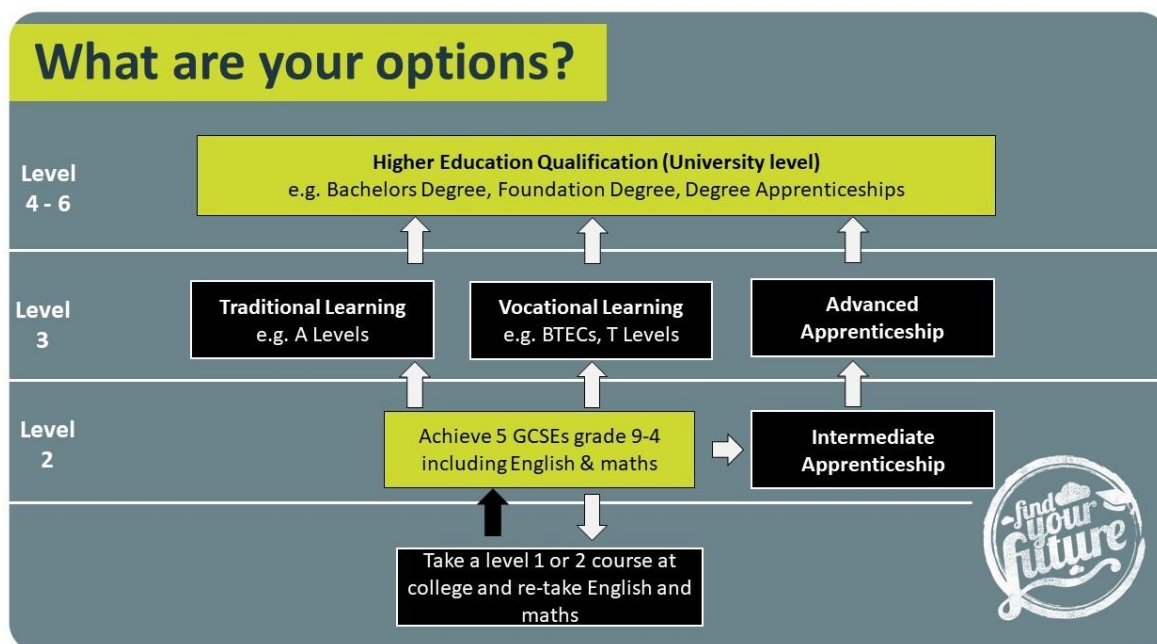 What are your options?
Level
4 - 6
Higher Education Qualification (University level)
e.g. Bachelors Degree, Foundation Degree, Degree Apprenticeships
Level
3
Traditional Learning
e.g. A Levels
Vocational Learning
e.g. BTECs, T Levels
Advanced
Apprenticeship
Level
2
Achieve 5 GCSEs grade 9-4
including English & maths
Intermediate
Apprenticeship
Take a level 1 or 2 course at
college and re-take English and
maths
find
your
future